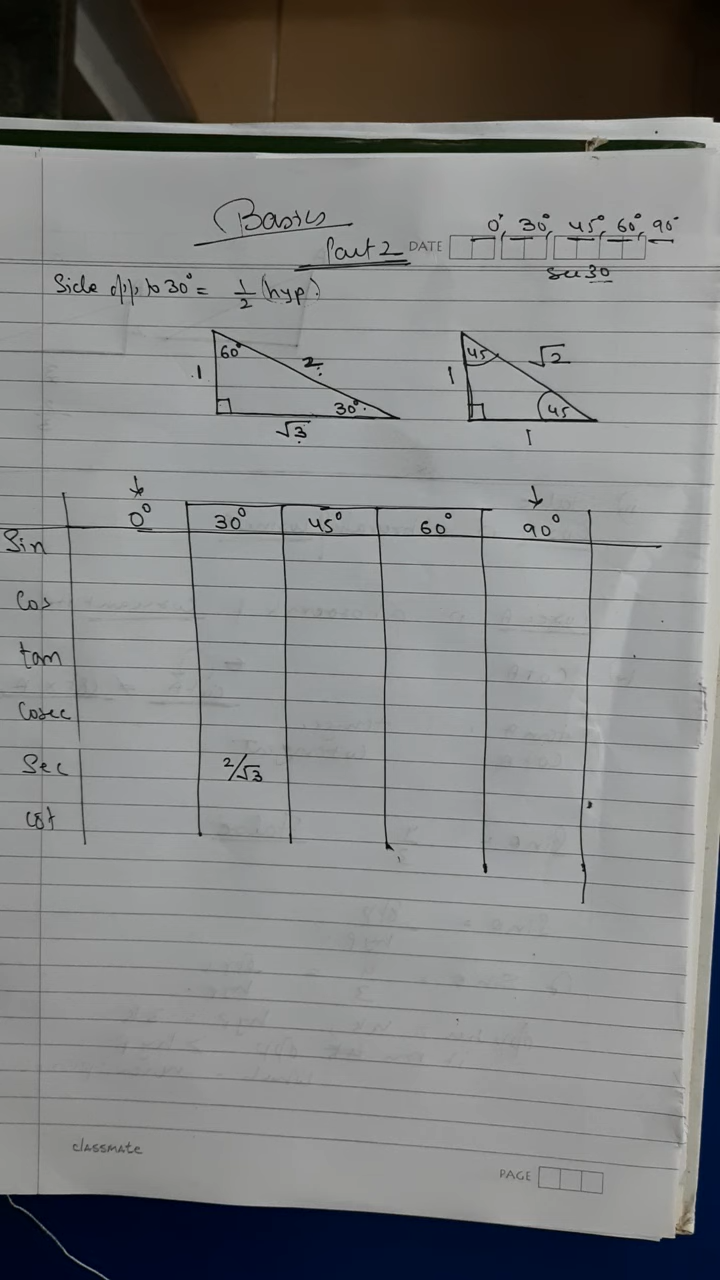 Basics
0°, 30°, 45°, 60°, 90°
Part 2 DATE
sec 30
Side opp to 30° = 1/2 (hyp)
60° 2 45 √2
1 1
30° 45
√3 1
0° 30° 45° 60° 90°
Sin
Cos
tan
Cosec
Sec 2/√3
cot
classmate
PAGE